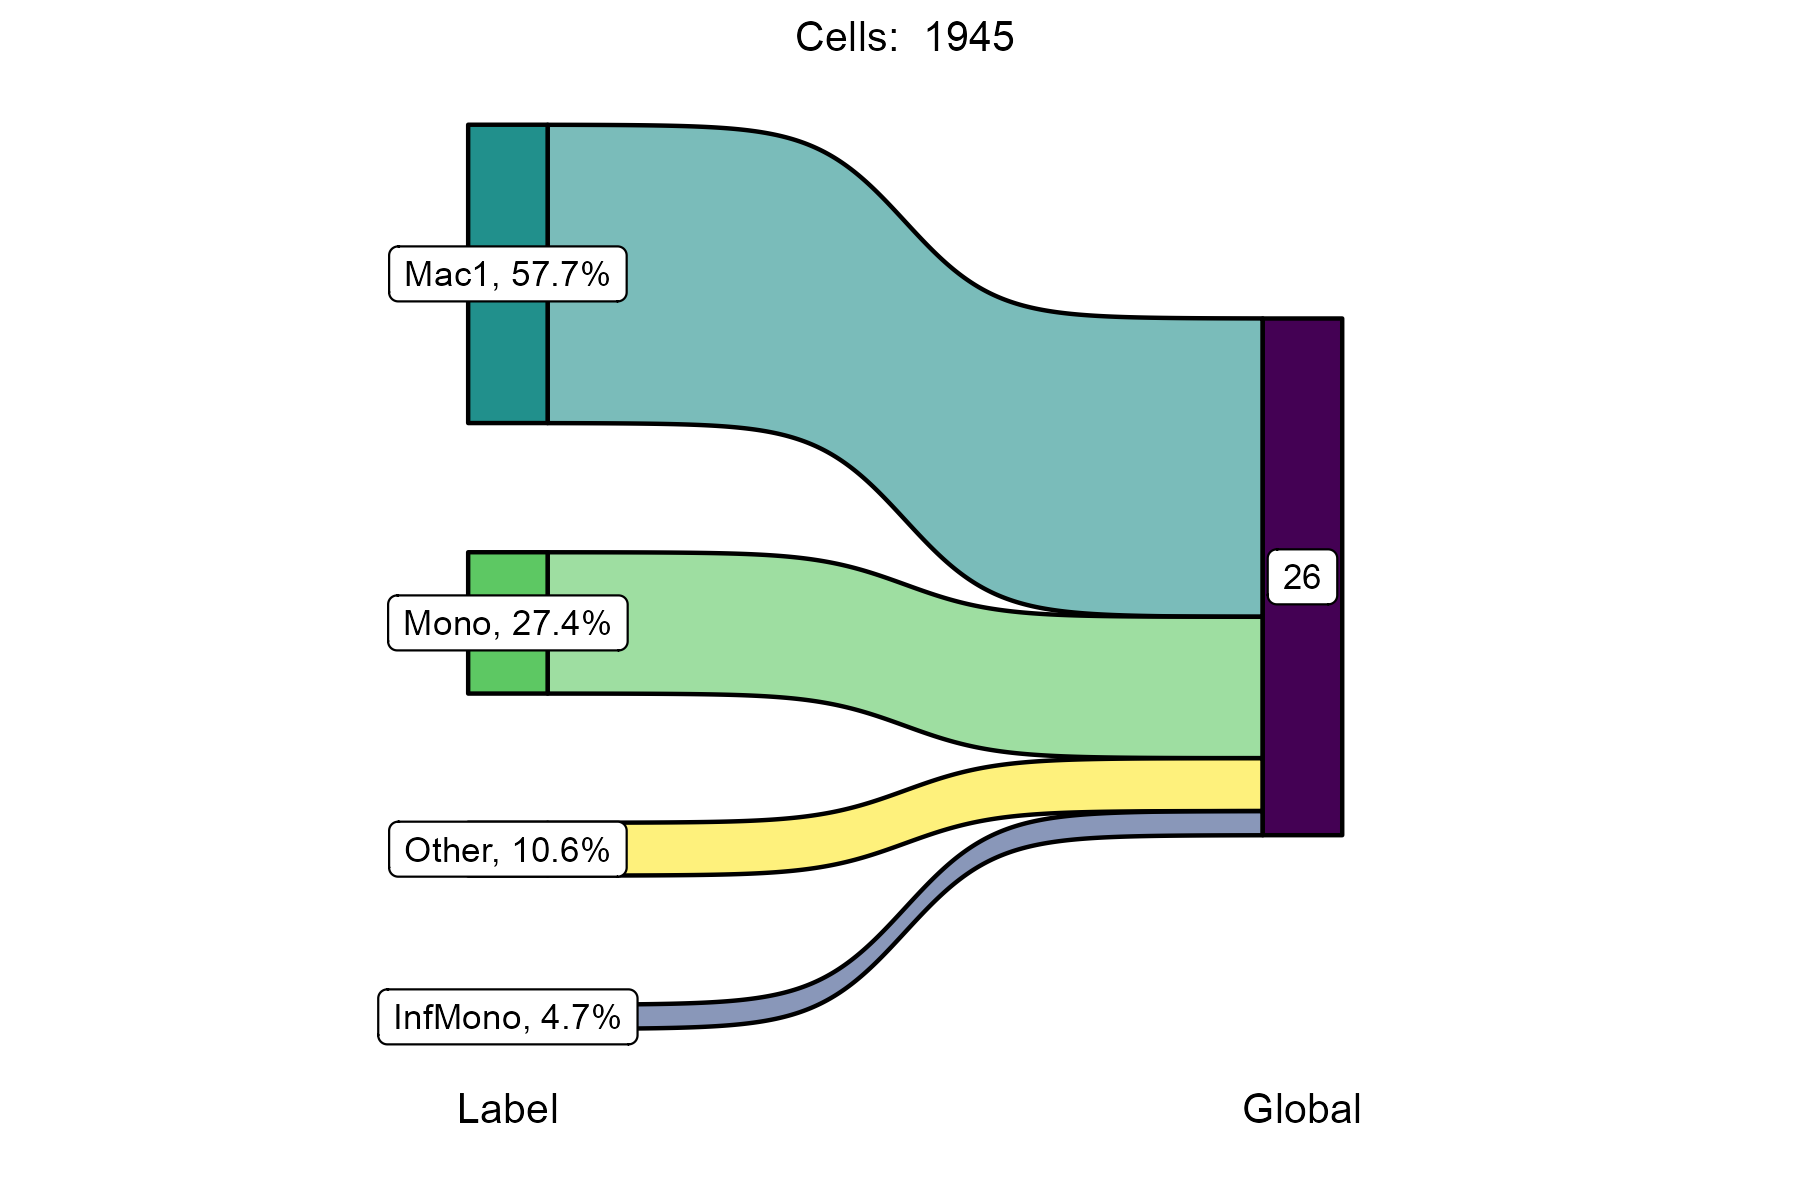 Cells:  1945
Mac1, 57.7%
26
Mono, 27.4%
Other, 10.6%
InfMono, 4.7%
Label
Global